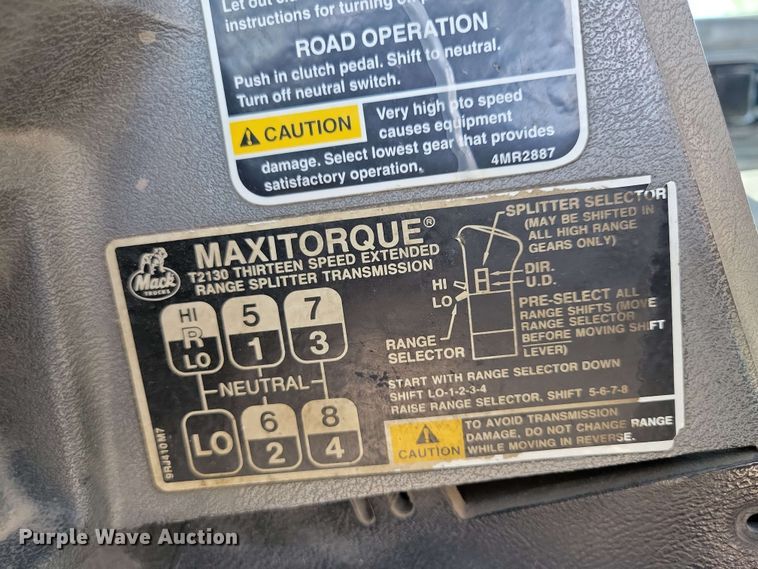 Let out
instructions for turning
ROAD OPERATION
Push in clutch pedal. Shift to neutral.
Turn off neutral switch.
CAUTION
Very high pto speed
causes equipment
damage. Select lowest gear that provides
satisfactory operation.
4MR2887
Mack
TRUCKS
MAXITORQUE®
T2130 THIRTEEN SPEED EXTENDED
RANGE SPLITTER TRANSMISSION
HI
R
LO
5
1
7
3
NEUTRAL
LO
6
2
8
4
9RJ410M7
SPLITTER SELECTOR
(MAY BE SHIFTED IN
ALL HIGH RANGE
GEARS ONLY)
DIR.
U.D.
HI
LO
RANGE
SELECTOR
PRE-SELECT ALL
RANGE SHIFTS (MOVE
RANGE SELECTOR
BEFORE MOVING SHIFT
LEVER)
START WITH RANGE SELECTOR DOWN
SHIFT LO-1-2-3-4
RAISE RANGE SELECTOR, SHIFT 5-6-7-8
CAUTION
TO AVOID TRANSMISSION
DAMAGE, DO NOT CHANGE RANGE
WHILE MOVING IN REVERSE.
Purple Wave Auction